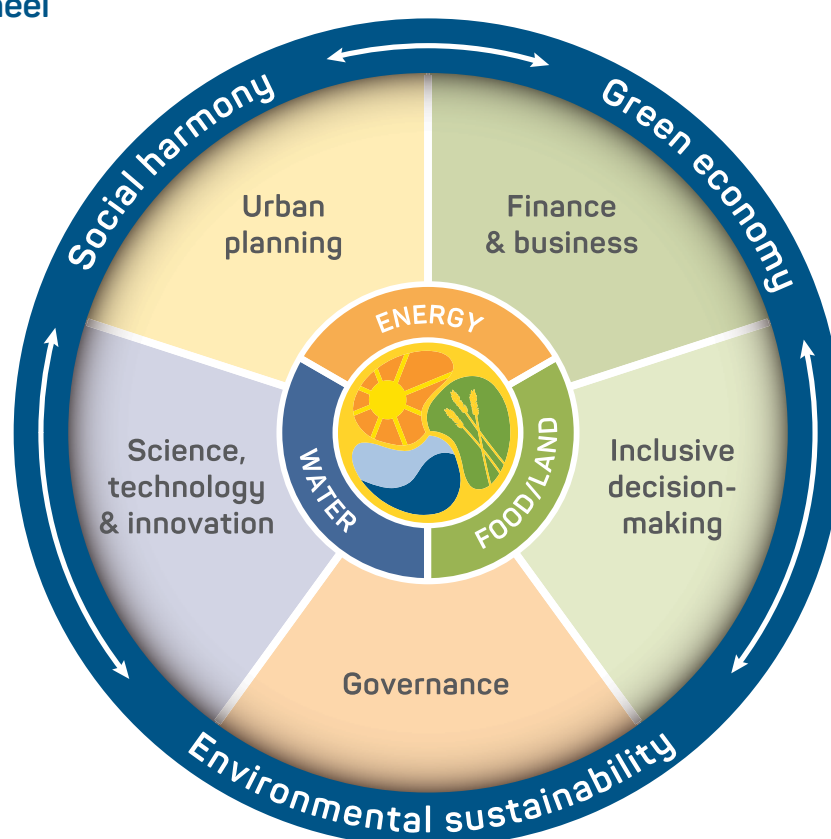 Social harmony
Green economy
Urban
planning
Finance
& business
ENERGY
WATER
FOOD/LAND
Science,
technology
& innovation
Inclusive
decision-
making
Governance
Environmental sustainability